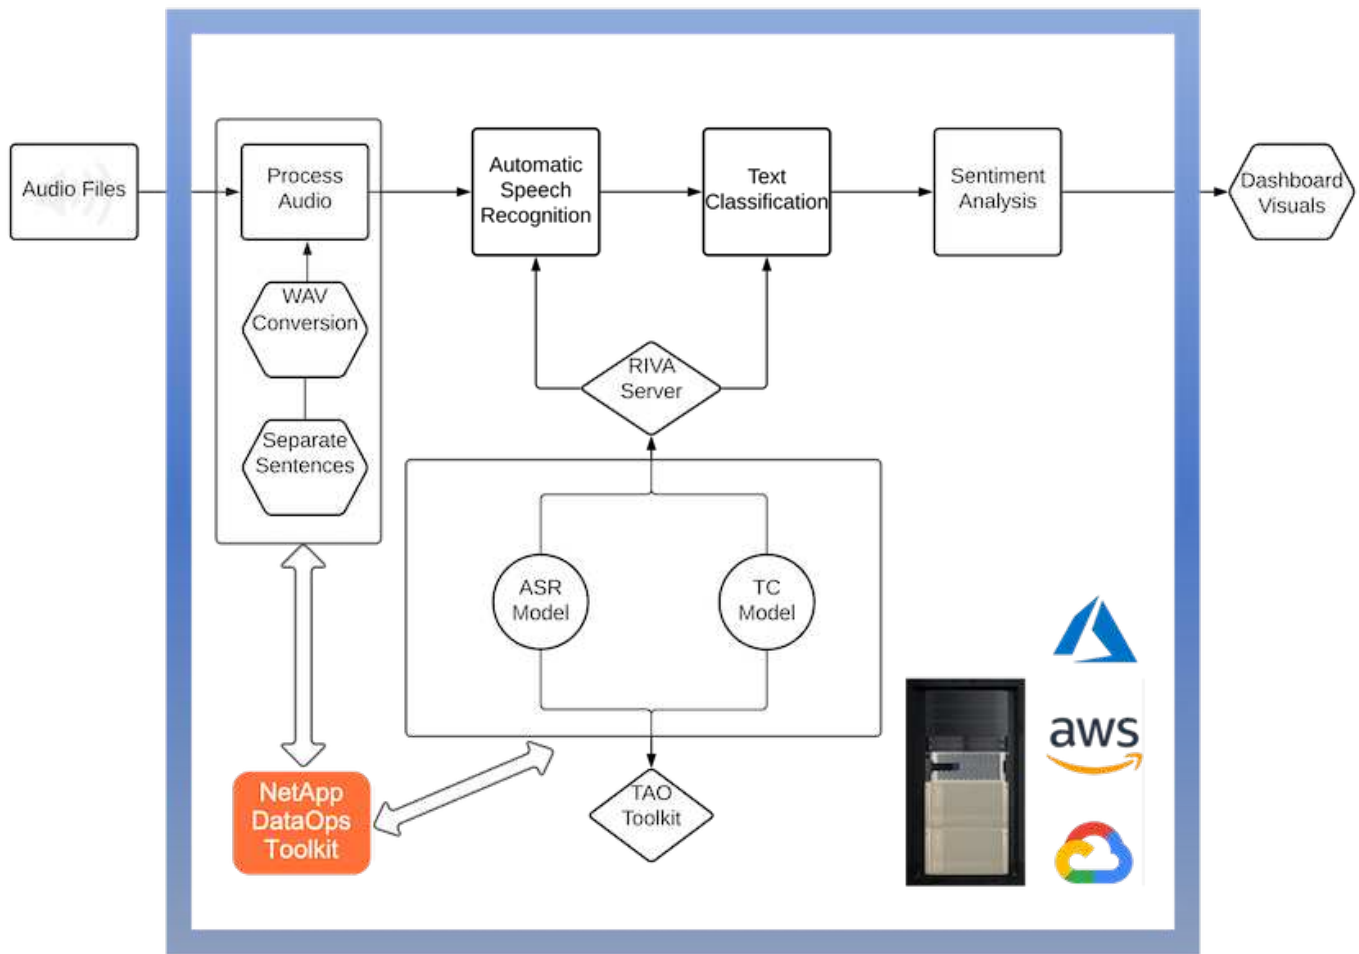 Audio Files
Process
Audio
Automatic
Speech
Recognition
Text
Classification
Sentiment
Analysis
Dashboard
Visuals
WAV
Conversion
Separate
Sentences
RIVA
Server
ASR
Model
TC
Model
NetApp
DataOps
Toolkit
TAO
Toolkit
aws